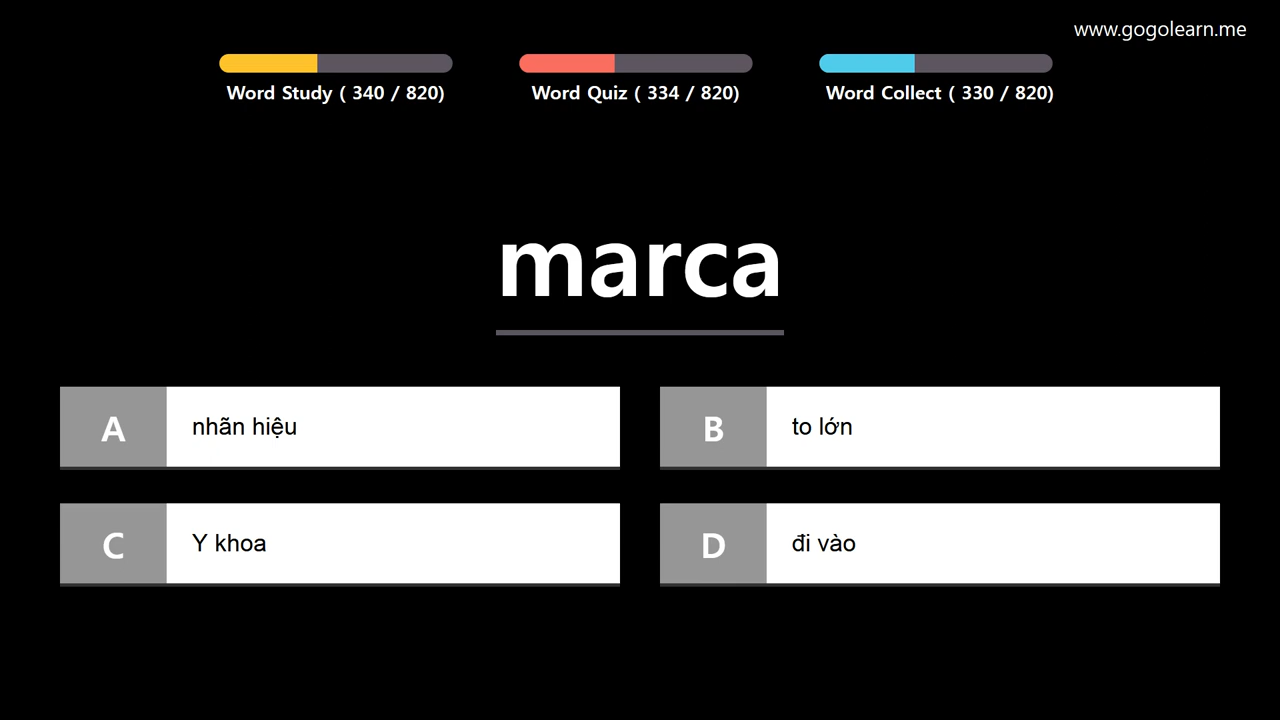 www.gogolearn.me
Word Study ( 340 / 820)
Word Quiz ( 334 / 820)
Word Collect ( 330 / 820)
marca
A nhãn hiệu
B to lớn
C Y khoa
D đi vào